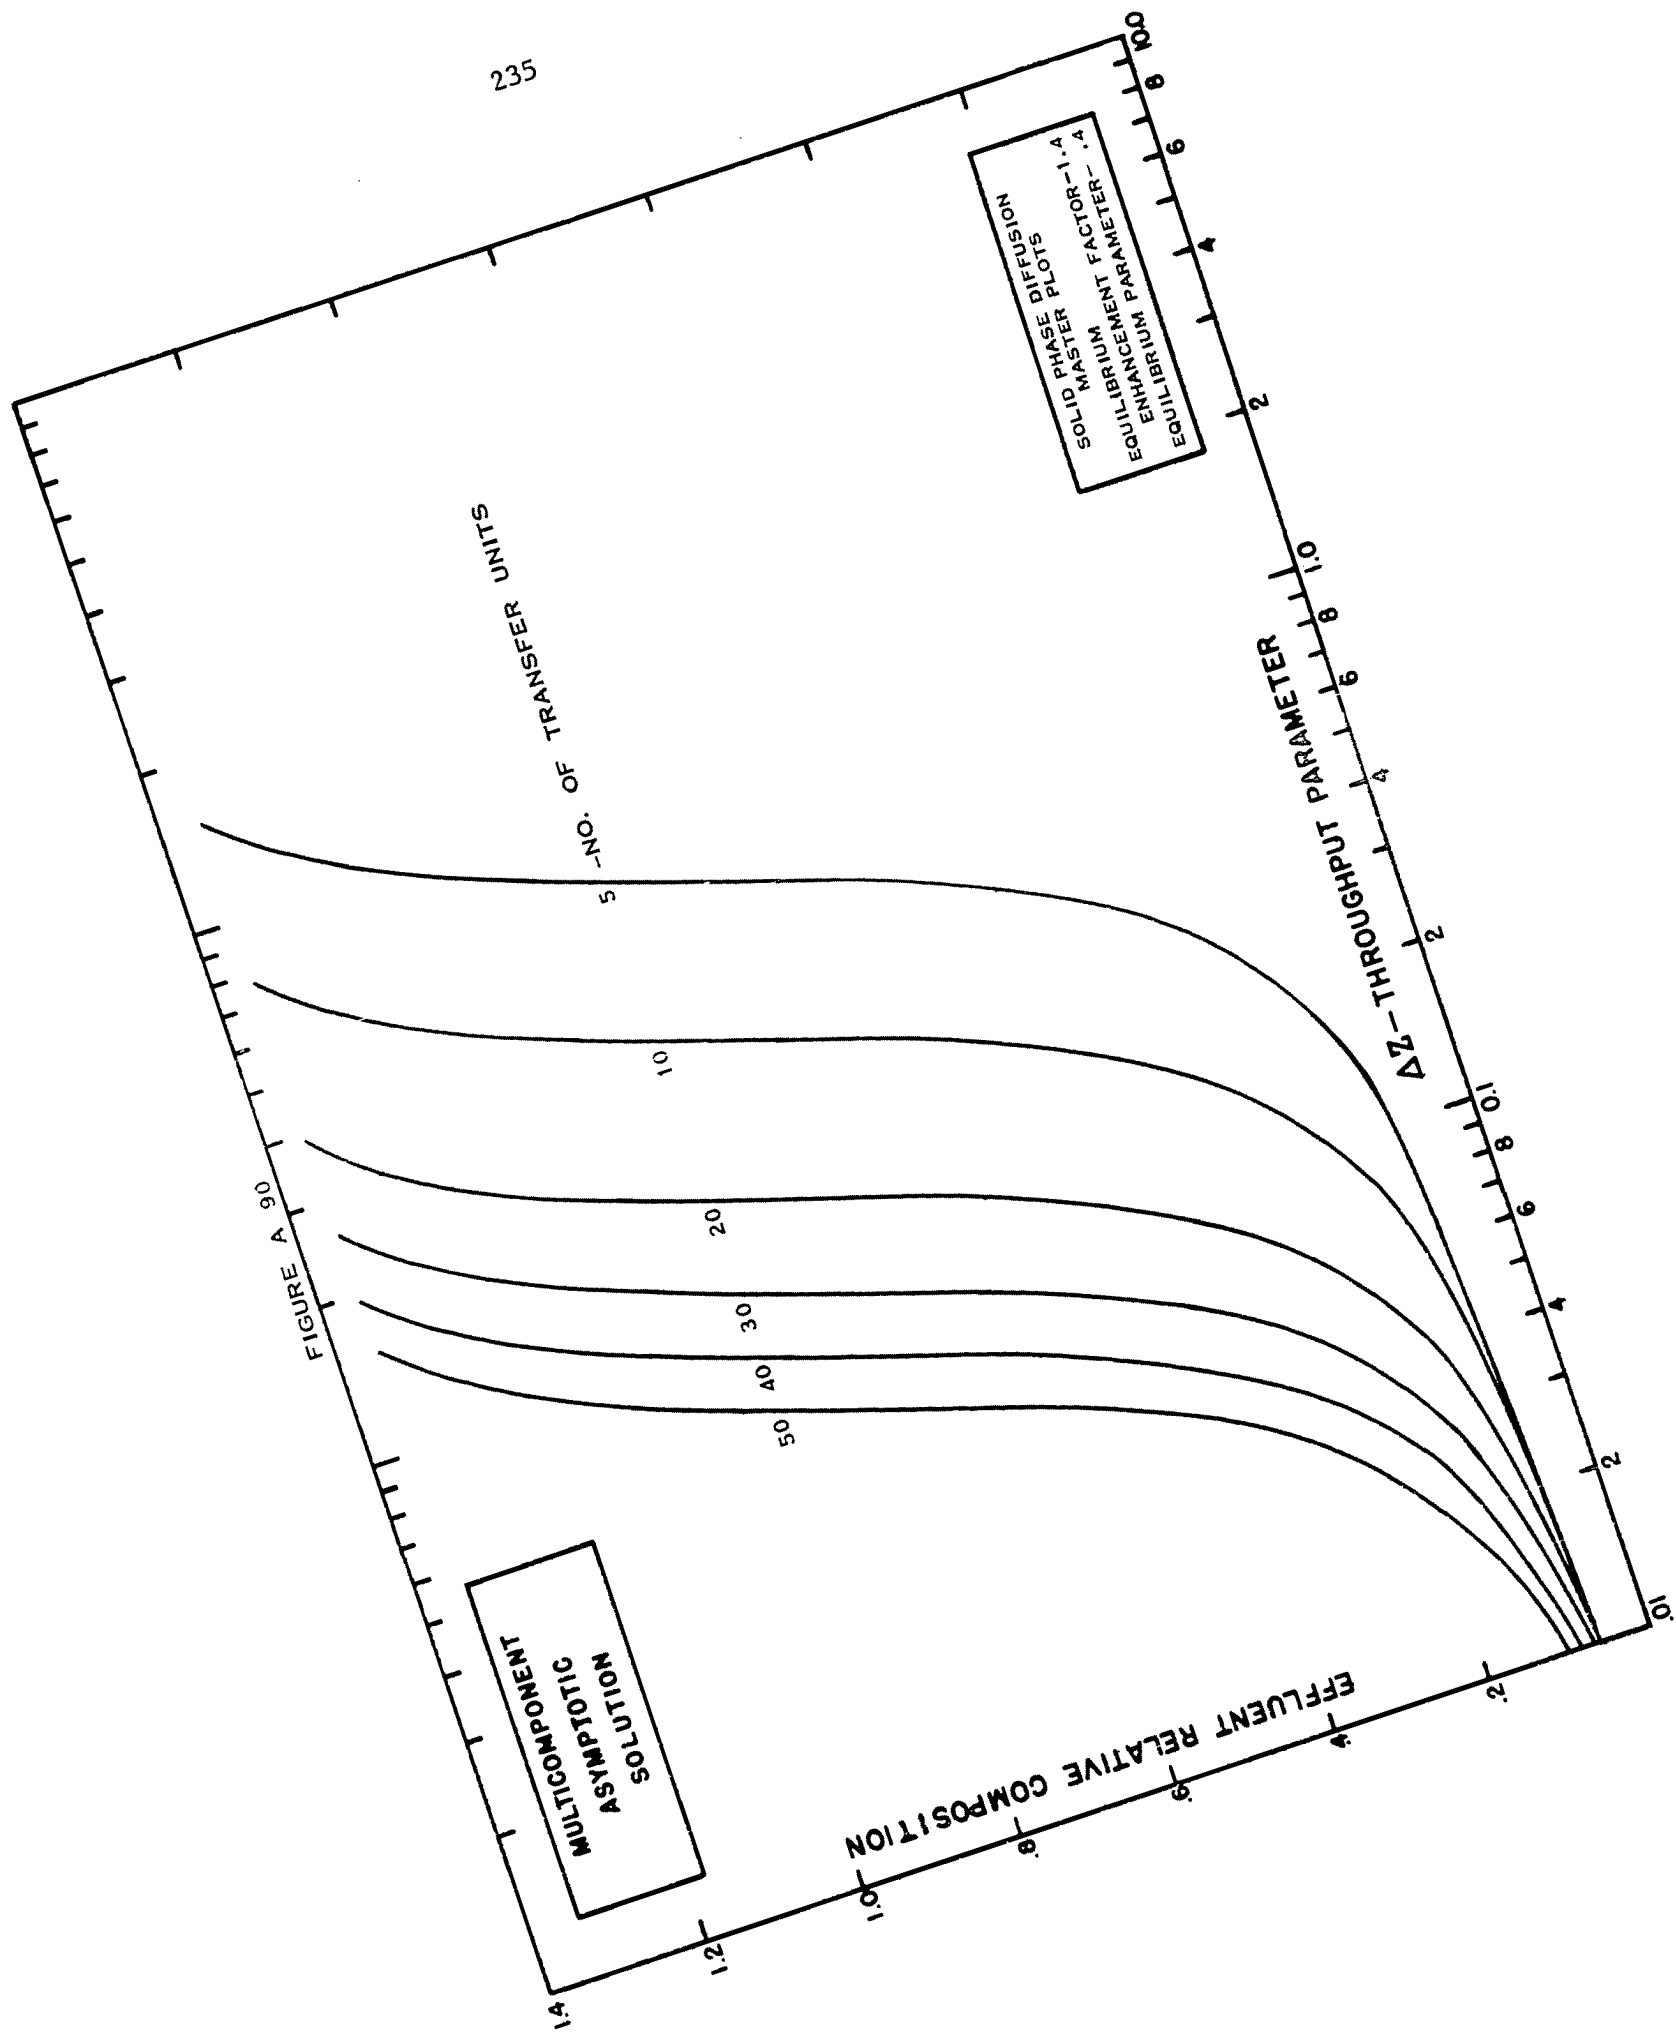 235
FIGURE A 90
MULTICOMPONENT
ASYMPTOTIC
SOLUTION
5 -NO. OF TRANSFER UNITS
10
20
30
40
50
SOLID PHASE DIFFUSION
MASTER PLOTS
EQUILIBRIUM
EQUILIBRIUM ENHANCEMENT FACTOR-1.4
ENHANCEMENT PARAMETER- .4
EQUILIBRIUM PARAMETER
EFFLUENT RELATIVE COMPOSITION
1.4
1.2
1.0
.8
.6
.4
.2
.01
2
4
6
8
0.1
2
4
6
8
1.0
2
4
6
8
10.0
ΔZ-THROUGHPUT PARAMETER